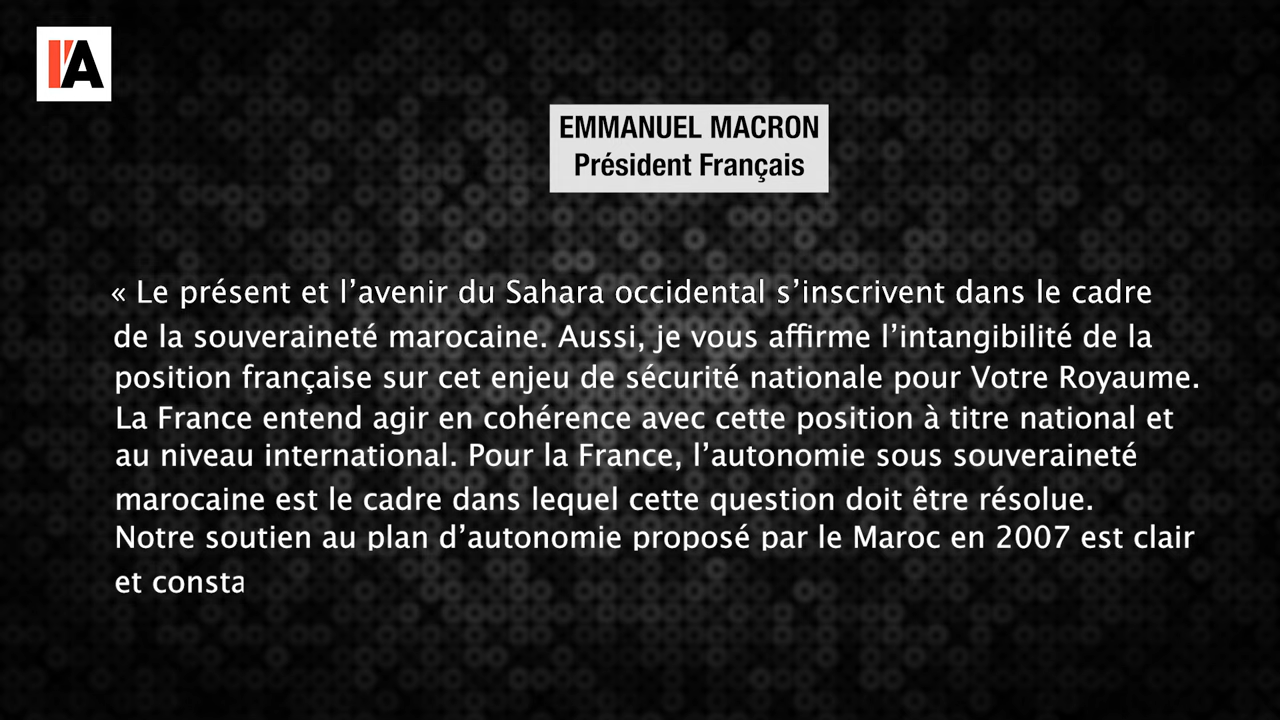 l'A
EMMANUEL MACRON
Président Français
« Le présent et l’avenir du Sahara occidental s’inscrivent dans le cadre
de la souveraineté marocaine. Aussi, je vous affirme l’intangibilité de la
position française sur cet enjeu de sécurité nationale pour Votre Royaume.
La France entend agir en cohérence avec cette position à titre national et
au niveau international. Pour la France, l’autonomie sous souveraineté
marocaine est le cadre dans lequel cette question doit être résolue.
Notre soutien au plan d’autonomie proposé par le Maroc en 2007 est clair
et consta